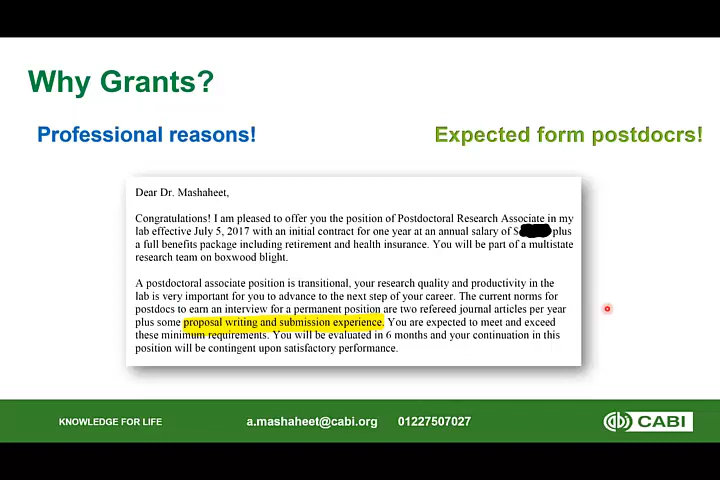 Why Grants?
Professional reasons!
Expected form postdocrs!
Dear Dr. Mashaheet,
Congratulations! I am pleased to offer you the position of Postdoctoral Research Associate in my
lab effective July 5, 2017 with an initial contract for one year at an annual salary of $ plus
a full benefits package including retirement and health insurance. You will be part of a multistate
research team on boxwood blight.
A postdoctoral associate position is transitional, your research quality and productivity in the
lab is very important for you to advance to the next step of your career. The current norms for
postdocs to earn an interview for a permanent position are two refereed journal articles per year
plus some proposal writing and submission experience. You are expected to meet and exceed
these minimum requirements. You will be evaluated in 6 months and your continuation in this
position will be contingent upon satisfactory performance.
KNOWLEDGE FOR LIFE
a.mashaheet@cabi.org 01227507027
CABI